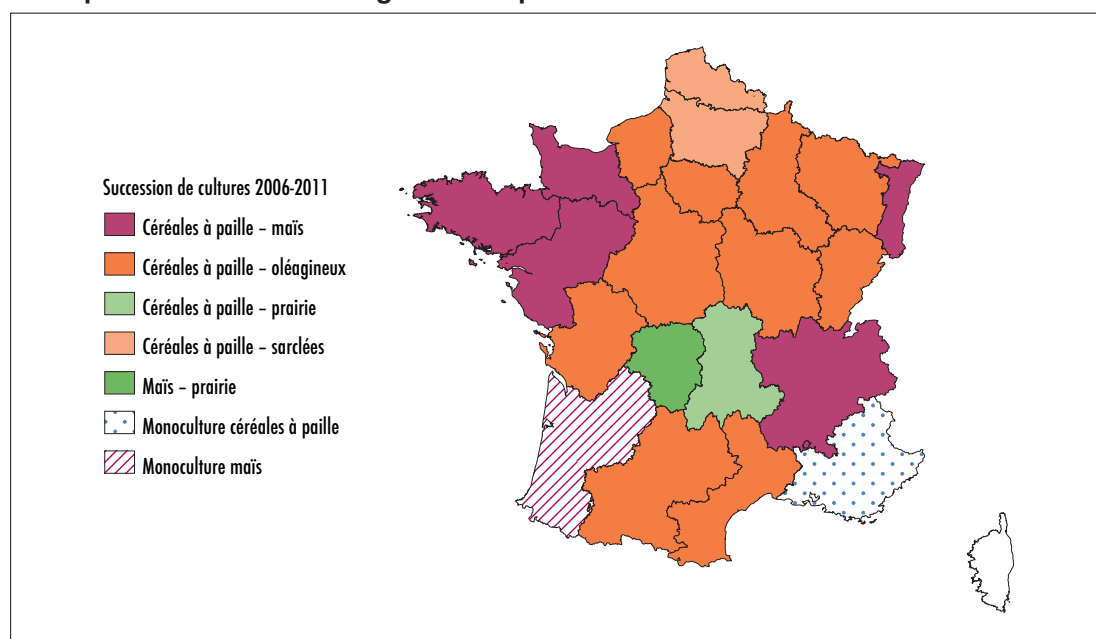 Succession de cultures 2006-2011
Céréales à paille – maïs
Céréales à paille – oléagineux
Céréales à paille – prairie
Céréales à paille – sarclées
Maïs – prairie
Monoculture céréales à paille
Monoculture maïs